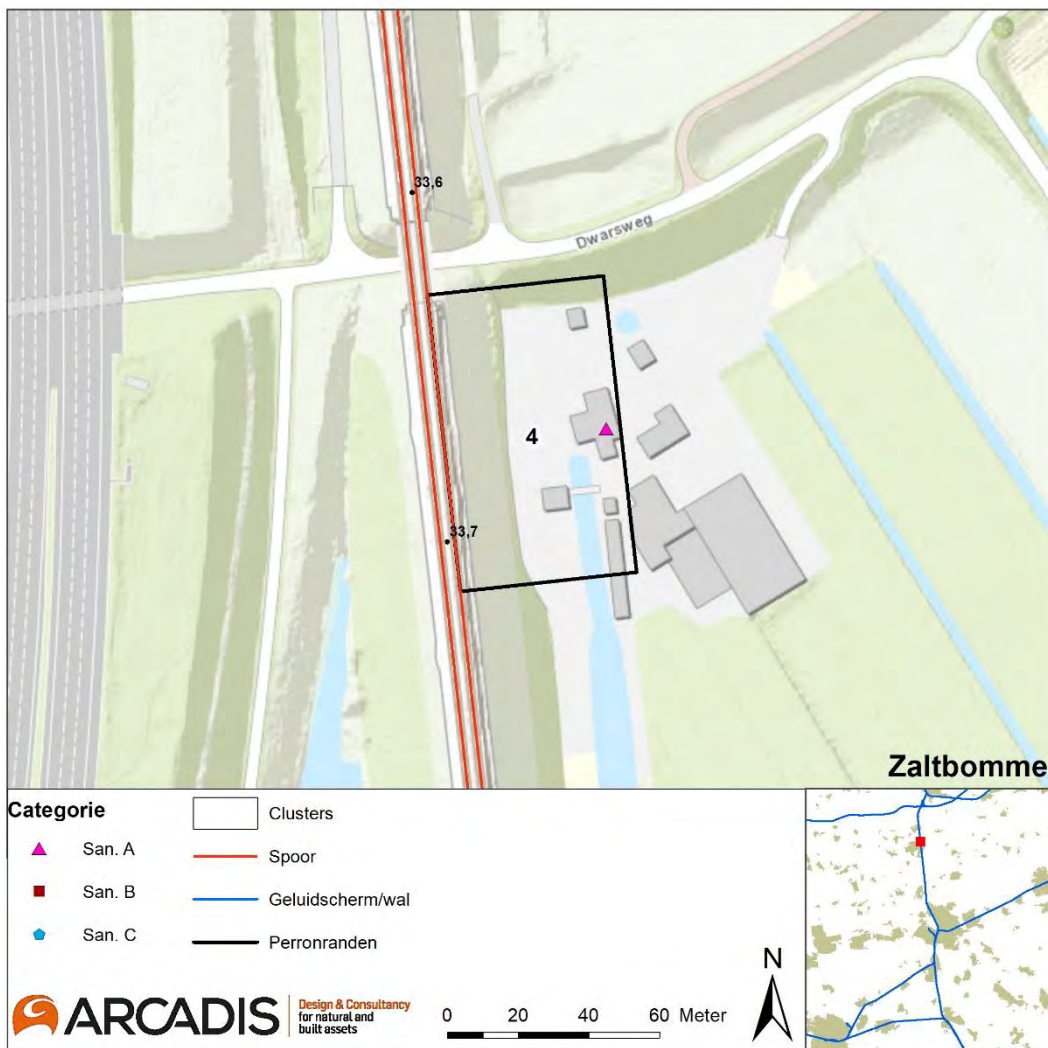 33,6
Dwarsweg
4
33,7
Zaltbomme
Categorie
San. A
San. B
San. C
Clusters
Spoor
Geluidscherm/wal
Perronranden
ARCADIS
Design & Consultancy
for natural and
built assets
0 20 40 60 Meter
N